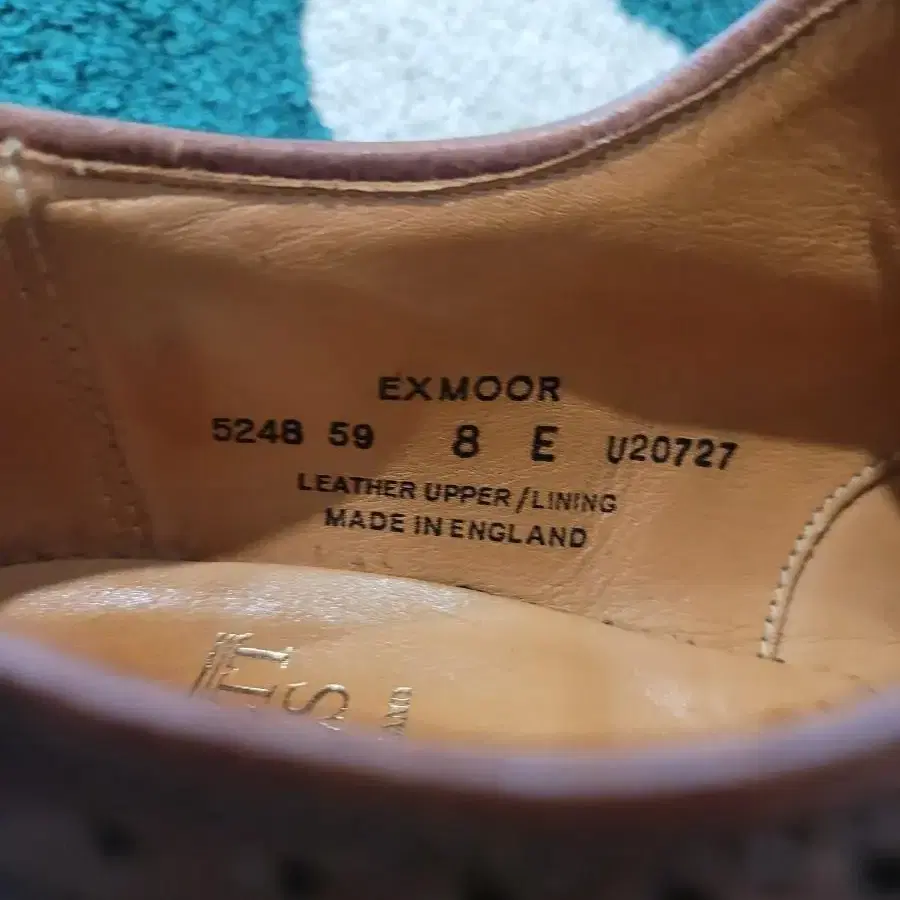 EXMOOR
5248 59 8 E U20727
LEATHER UPPER/LINING
MADE IN ENGLAND